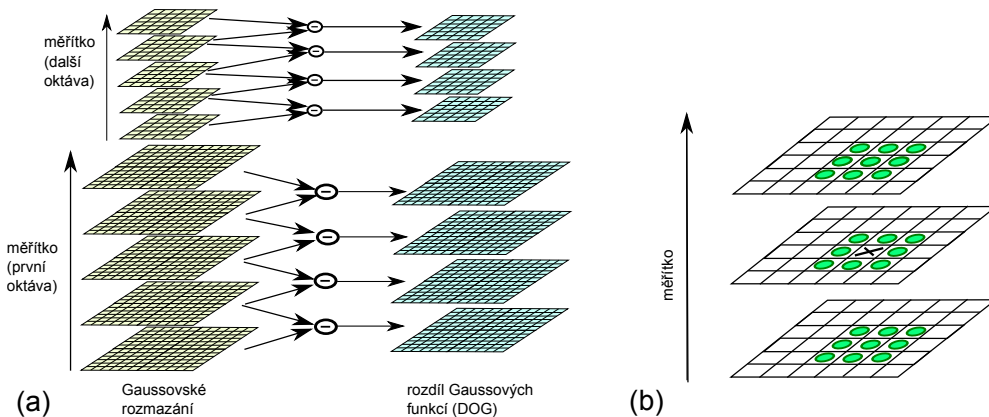 měřítko
(další
oktáva)
měřítko
(první
oktáva)
(a)
Gaussovské
rozmazání
rozdíl Gaussových
funkcí (DOG)
měřítko
(b)